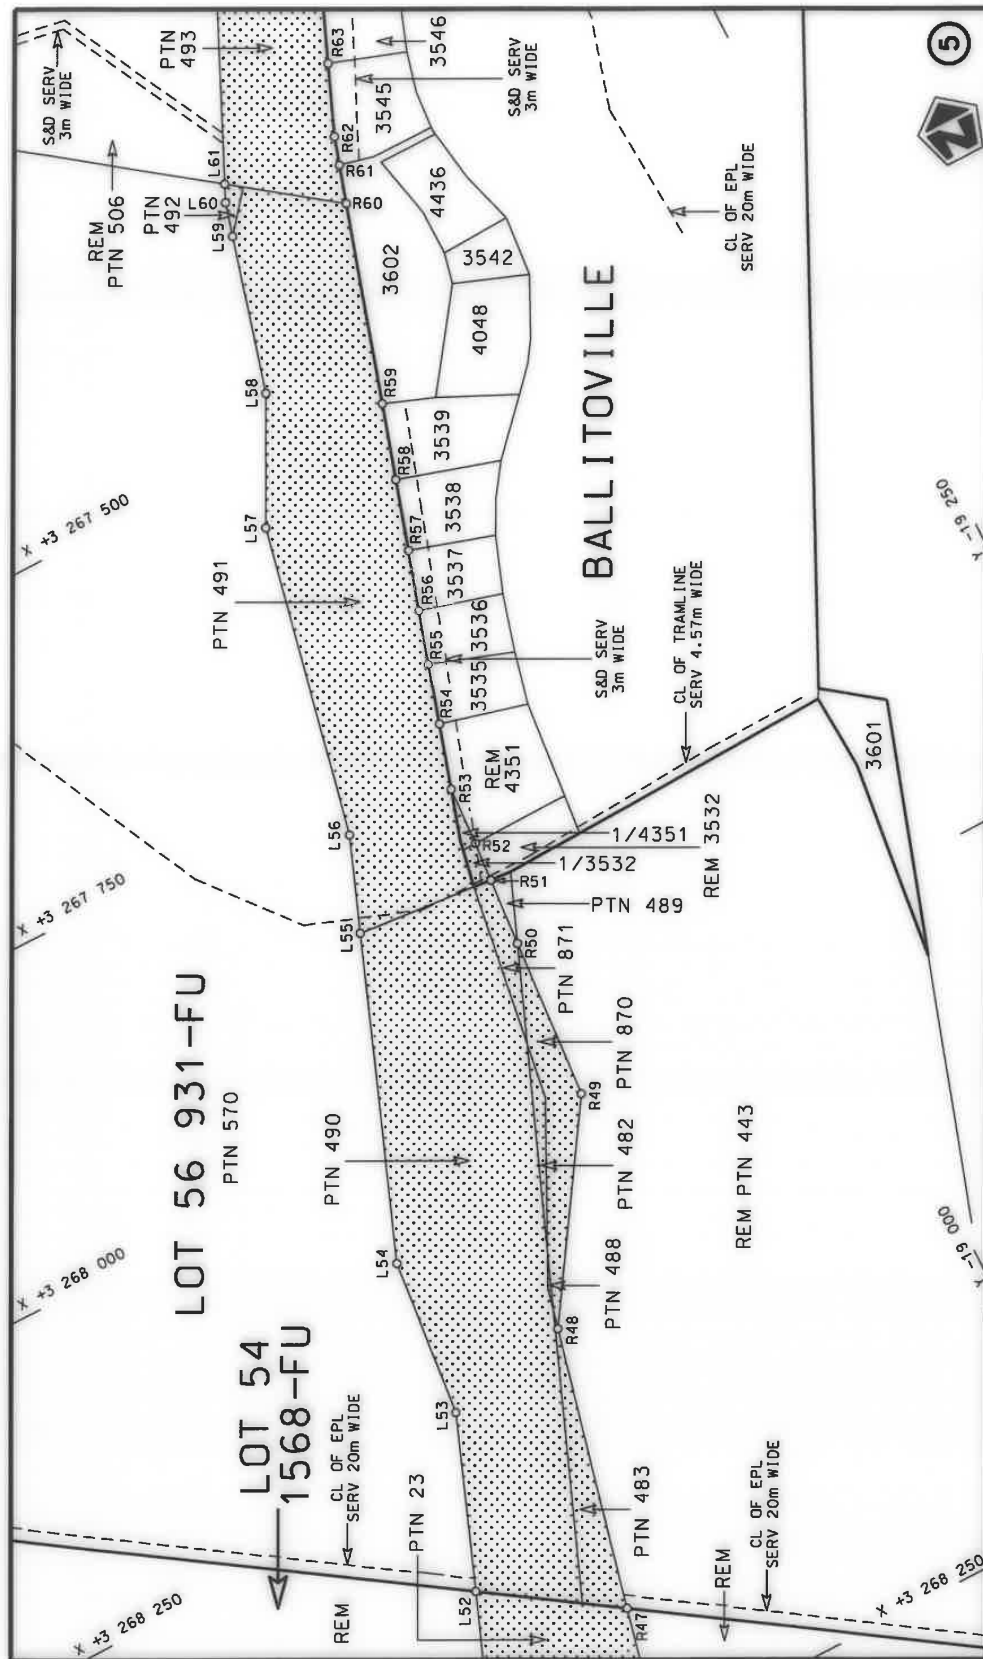 LOT 54
1568-FU
LOT 56 931-FU
PTN 570
CL OF EPL
SERV 20m WIDE
PTN 23
REM
X +3 268 250
X +3 268 000
X +3 267 750
X +3 267 500
PTN 490
PTN 491
REM
PTN 506
PTN
492
PTN
493
S&D SERV
3m WIDE
L52
L53
L54
L55
L56
L57
L58
L59
L60
L61
R47
R48
R49
R50
R51
R52
R53
R54
R55
R56
R57
R58
R59
R60
R61
R62
R63
PTN 483
PTN 488
PTN 482
PTN 870
PTN 871
PTN 489
1/3532
1/4351
REM 3532
REM
4351
3535
3536
3537
3538
3539
4048
3542
4436
3602
3545
3546
S&D SERV
3m WIDE
S&D SERV
3m WIDE
BALLITOVILLE
CL OF TRAMLINE
SERV 4.57m WIDE
CL OF EPL
SERV 20m WIDE
3601
REM PTN 443
CL OF EPL
SERV 20m WIDE
REM
X +3 268 250
Y -19 000
Y -19 250
5